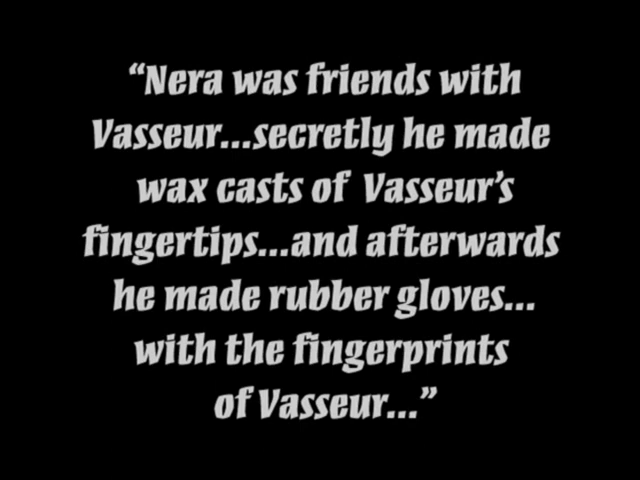 “Nera was friends with
Vasseur...secretly he made
wax casts of Vasseur’s
fingertips...and afterwards
he made rubber gloves...
with the fingerprints
of Vasseur...”